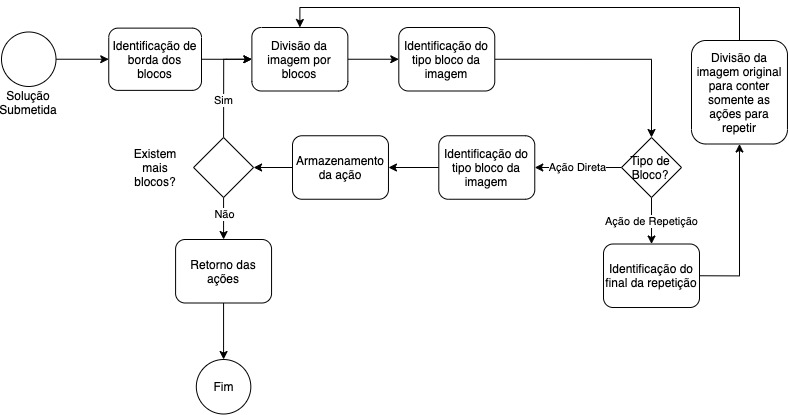 Solução
Submetida
Identificação de
borda dos
blocos
Divisão da
imagem por
blocos
Identificação do
tipo bloco da
imagem
Divisão da
imagem original
para conter
somente as
ações para
repetir
Sim
Existem
mais
blocos?
Armazenamento
da ação
Identificação do
tipo bloco da
imagem
Ação Direta
Tipo de
Bloco?
Não
Ação de Repetição
Retorno das
ações
Identificação do
final da repetição
Fim